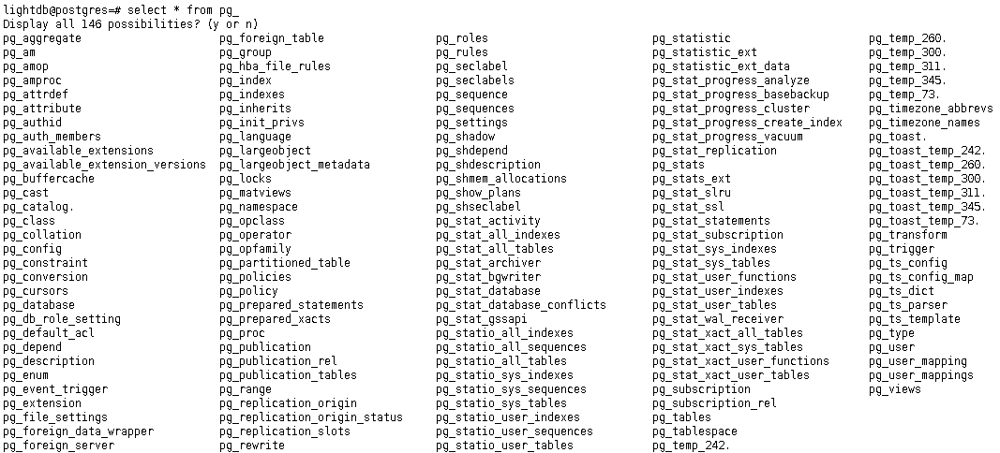 lightdb@postgres=# select * from pg_
Display all 146 possibilities? (y or n)
pg_aggregate pg_foreign_table pg_roles pg_statistic pg_temp_260.
pg_am pg_group pg_rules pg_statistic_ext pg_temp_300.
pg_amop pg_hba_file_rules pg_seclabel pg_statistic_ext_data pg_temp_311.
pg_amproc pg_index pg_seclabels pg_stat_progress_analyze pg_temp_345.
pg_attrdef pg_indexes pg_sequence pg_stat_progress_basebackup pg_temp_73.
pg_attribute pg_inherits pg_sequences pg_stat_progress_cluster pg_timezone_abbrevs
pg_authid pg_init_privs pg_settings pg_stat_progress_create_index pg_timezone_names
pg_auth_members pg_language pg_shadow pg_stat_progress_vacuum pg_toast.
pg_available_extensions pg_largeobject pg_shdepend pg_stat_replication pg_toast_temp_242.
pg_available_extension_versions pg_largeobject_metadata pg_shdescription pg_stats pg_toast_temp_260.
pg_buffercache pg_locks pg_shmem_allocations pg_stats_ext pg_toast_temp_300.
pg_cast pg_matviews pg_show_plans pg_stat_slru pg_toast_temp_311.
pg_catalog. pg_namespace pg_shseclabel pg_stat_ssl pg_toast_temp_345.
pg_class pg_opclass pg_stat_activity pg_stat_statements pg_toast_temp_73.
pg_collation pg_operator pg_stat_all_indexes pg_stat_subscription pg_transform
pg_config pg_opfamily pg_stat_all_tables pg_stat_sys_indexes pg_trigger
pg_constraint pg_partitioned_table pg_stat_archiver pg_stat_sys_tables pg_ts_config
pg_conversion pg_policies pg_stat_bgwriter pg_stat_user_functions pg_ts_config_map
pg_cursors pg_policy pg_stat_database pg_stat_user_indexes pg_ts_dict
pg_database pg_prepared_statements pg_stat_database_conflicts pg_stat_user_tables pg_ts_parser
pg_db_role_setting pg_prepared_xacts pg_stat_gssapi pg_stat_wal_receiver pg_ts_template
pg_default_acl pg_proc pg_statio_all_indexes pg_stat_xact_all_tables pg_type
pg_depend pg_publication pg_statio_all_sequences pg_stat_xact_sys_tables pg_user
pg_description pg_publication_rel pg_statio_all_tables pg_stat_xact_user_functions pg_user_mapping
pg_enum pg_publication_tables pg_statio_sys_indexes pg_stat_xact_user_tables pg_user_mappings
pg_event_trigger pg_range pg_statio_sys_sequences pg_subscription pg_views
pg_extension pg_replication_origin pg_statio_sys_tables pg_subscription_rel
pg_file_settings pg_replication_origin_status pg_statio_user_indexes pg_tables
pg_foreign_data_wrapper pg_replication_slots pg_statio_user_sequences pg_tablespace
pg_foreign_server pg_rewrite pg_statio_user_tables pg_temp_242.